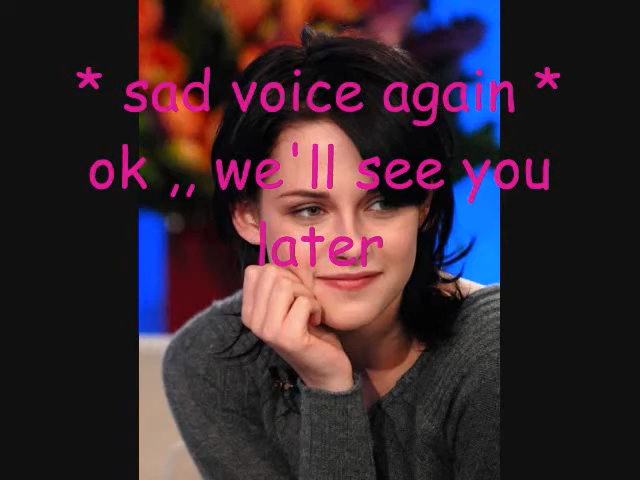 * sad voice again *
ok ,, we'll see you
later